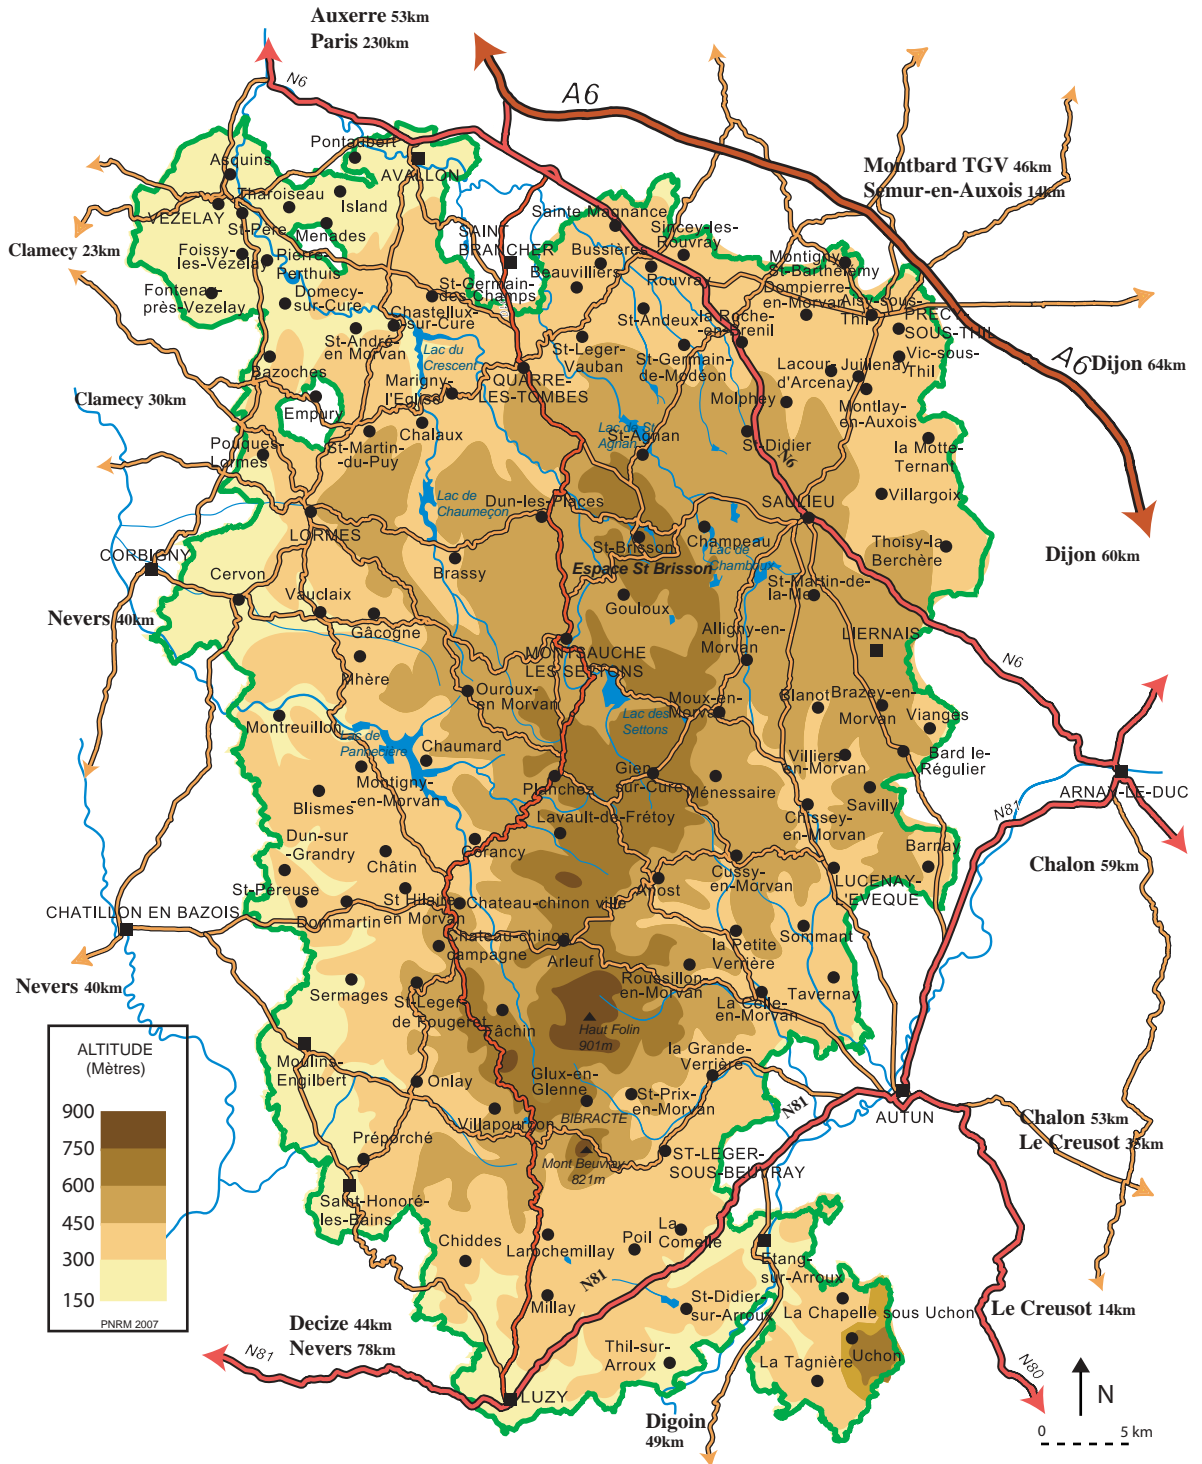 Auxerre 53km
Paris 230km
N6
A6
Montbard TGV 46km
Semur-en-Auxois 14km
Pontaubert
Asquins
AVALLON
Tharoiseau
Island
VEZELAY
St-Père
Menades
Sainte Magnance
SAINT
BRANCHER
Sincey-les-
Rouvray
Clamecy 23km
Foissy-
les-Vézelay
Pierre-
Perthuis
Bussières
Beauvilliers
Rouvray
Montigny-
St-Barthélémy
Dompierre-
en-Morvan
Aisy-sous-
Thil
Fontenay-
près-Vezelay
Domecy-
sur-Cure
St-Germain-
des Champs
Chastellux-
sur-Cure
St-Andeux
la Roche-
en-Brenil
PRECY-
SOUS-THIL
St-André-
en Morvan
Lac du
Crescent
St-Leger-
Vauban
St-Germain-
de-Modéon
Vic-sous-
Thil
A6
Dijon 64km
Bazoches
Marigny-
l'Eglise
QUARRE-
LES-TOMBES
Lacour-
d'Arcenay
Juillenay
Clamecy 30km
Empury
Molphey
Montlay-
en-Auxois
Chalaux
Lac de St
Agnan
St-Agnan
Pouques-
Lormes
St-Martin-
-du-Puy
St-Didier
N6
la Motte-
Ternant
Lac de
Chaumeçon
Dun-les-Places
SAULIEU
Villargoix
LORMES
CORBIGNY
Brassy
St-Brisson
Espace St Brisson
Champeau
Lac de
Chamboux
Thoisy-la-
Berchère
Dijon 60km
Cervon
Vauclaix
Gouloux
St-Martin-de-
la-Mer
Nevers 40km
Gâcogne
Alligny-en-
Morvan
LIERNAIS
MONTSAUCHE
LES SETTONS
N6
Mhère
Ouroux-
en Morvan
Moux-en-
Morvan
Blanot
Brazey-en-
Morvan
Vianges
Montreuillon
Lac de
Pannecière
Chaumard
Lac des
Settons
Montigny-
en-Morvan
Planchez
Gien-
sur-Cure
Ménessaire
Villiers-
en-Morvan
Bard le-
Régulier
Blismes
Savilly
ARNAY-LE-DUC
N81
Lavault-de-Frétoy
Chissey-
en-Morvan
Dun-sur
-Grandry
Châtin
Corancy
Barnay
Chalon 59km
St-Péreuse
Anost
Cussy-
en-Morvan
LUCENAY-
L'EVEQUE
Dommartin
St Hilaire
en Morvan
Chateau-chinon ville
CHATILLON EN BAZOIS
Chateau-chinon
campagne
Arleuf
la Petite
Verrière
Sommant
Nevers 40km
Sermages
St-Leger-
de Fougeret
Roussillon-
en-Morvan
La Celle-
en-Morvan
Tavernay
Fâchin
Haut Folin
901m
ALTITUDE
(Mètres)
900
750
600
450
300
150
PNRM 2007
Moulins-
Engilbert
la Grande-
Verrière
Onlay
Glux-en-
Glenne
St-Prix-
en-Morvan
N81
AUTUN
Chalon 53km
Le Creusot 35km
Villapourçon
BIBRACTE
Préporché
Mont Beuvray
821m
ST-LEGER-
SOUS-BEUVRAY
Saint-Honoré-
les-Bains
Chiddes
Larochemillay
Poil
La
Comelle
Etang-
sur-Arroux
N81
Millay
St-Didier-
sur-Arroux
La Chapelle sous Uchon
Le Creusot 14km
Decize 44km
Nevers 78km
N81
Thil-sur-
Arroux
La Tagnière
Uchon
N80
LUZY
Digoin
49km
N
0
5 km